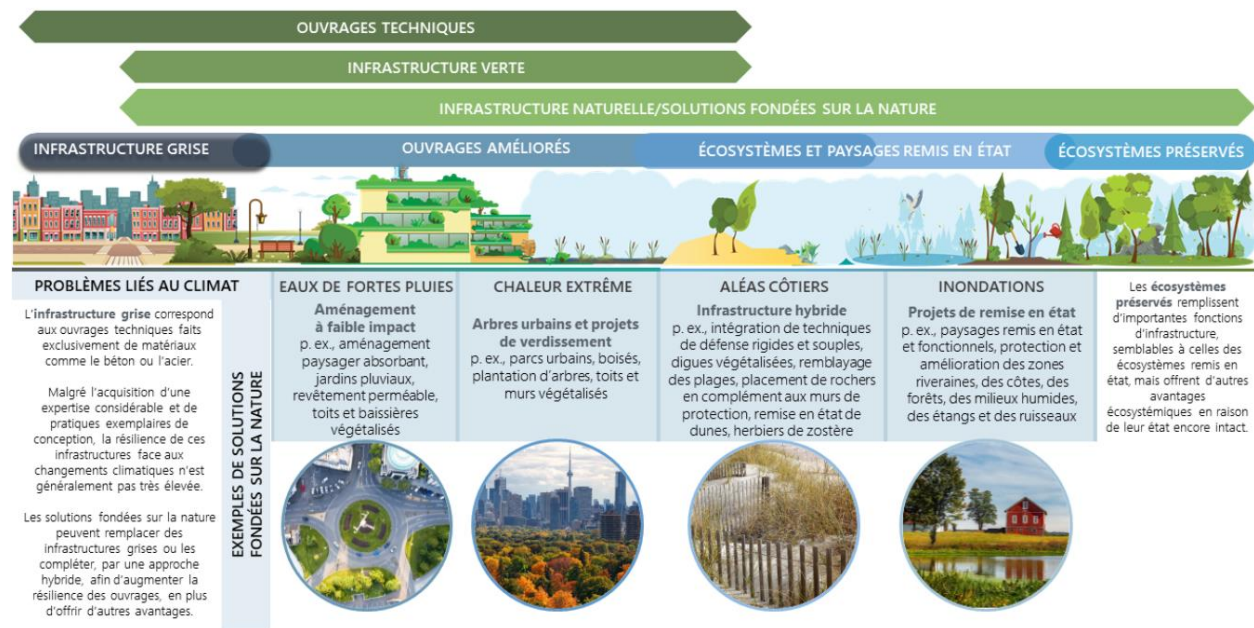 OUVRAGES TECHNIQUES
INFRASTRUCTURE VERTE
INFRASTRUCTURE NATURELLE/SOLUTIONS FONDÉES SUR LA NATURE
INFRASTRUCTURE GRISE
OUVRAGES AMÉLIORÉS
ÉCOSYSTÈMES ET PAYSAGES REMIS EN ÉTAT
ÉCOSYSTÈMES PRÉSERVÉS
PROBLÈMES LIÉS AU CLIMAT
L'infrastructure grise correspond
aux ouvrages techniques faits
exclusivement de matériaux
comme le béton ou l'acier.
Malgré l'acquisition d'une
expertise considérable et de
pratiques exemplaires de
conception, la résilience de ces
infrastructures face aux
changements climatiques n'est
généralement pas très élevée.
Les solutions fondées sur la nature
peuvent remplacer des
infrastructures grises ou les
compléter, par une approche
hybride, afin d'augmenter la
résilience des ouvrages, en plus
d'offrir d'autres avantages.
EXEMPLES DE SOLUTIONS
FONDÉES SUR LA NATURE
EAUX DE FORTES PLUIES
Aménagement
à faible impact
p. ex., aménagement
paysager absorbant,
jardins pluviaux,
revêtement perméable,
toits et baissières
végétalisés
CHALEUR EXTRÊME
Arbres urbains et projets
de verdissement
p. ex., parcs urbains, boisés,
plantation d'arbres, toits et
murs végétalisés
ALÉAS CÔTIERS
Infrastructure hybride
p. ex., intégration de techniques
de défense rigides et souples,
digues végétalisées, remblayage
des plages, placement de rochers
en complément aux murs de
protection, remise en état de
dunes, herbiers de zostère
INONDATIONS
Projets de remise en état
p. ex., paysages remis en état
et fonctionnels, protection et
amélioration des zones
riveraines, des côtes, des
forêts, des milieux humides,
des étangs et des ruisseaux
Les écosystèmes
préservés remplissent
d'importantes fonctions
d'infrastructure,
semblables à celles des
écosystèmes remis en
état, mais offrent d'autres
avantages
écosystémiques en raison
de leur état encore intact.